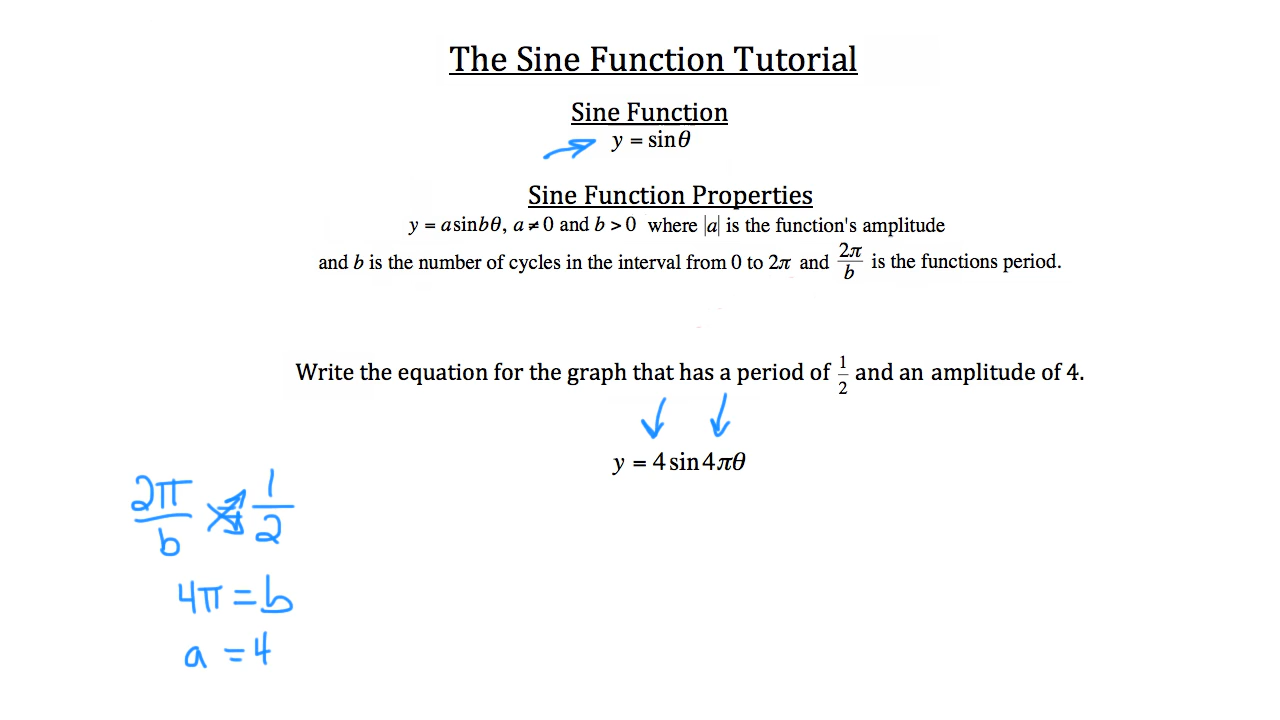 The Sine Function Tutorial
Sine Function
y = sinθ
Sine Function Properties
y = a sin bθ, a ≠ 0 and b > 0 where |a| is the function's amplitude
and b is the number of cycles in the interval from 0 to 2π and 2π/b is the functions period.
Write the equation for the graph that has a period of 1/2 and an amplitude of 4.
y = 4 sin 4πθ
2π/b = 1/2
4π = b
a = 4